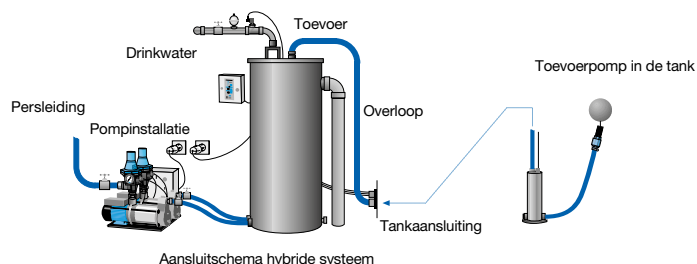 Toevoer
Drinkwater
Toevoerpomp in de tank
Persleiding
Overloop
Pompinstallatie
Tankaansluiting
Aansluitschema hybride systeem